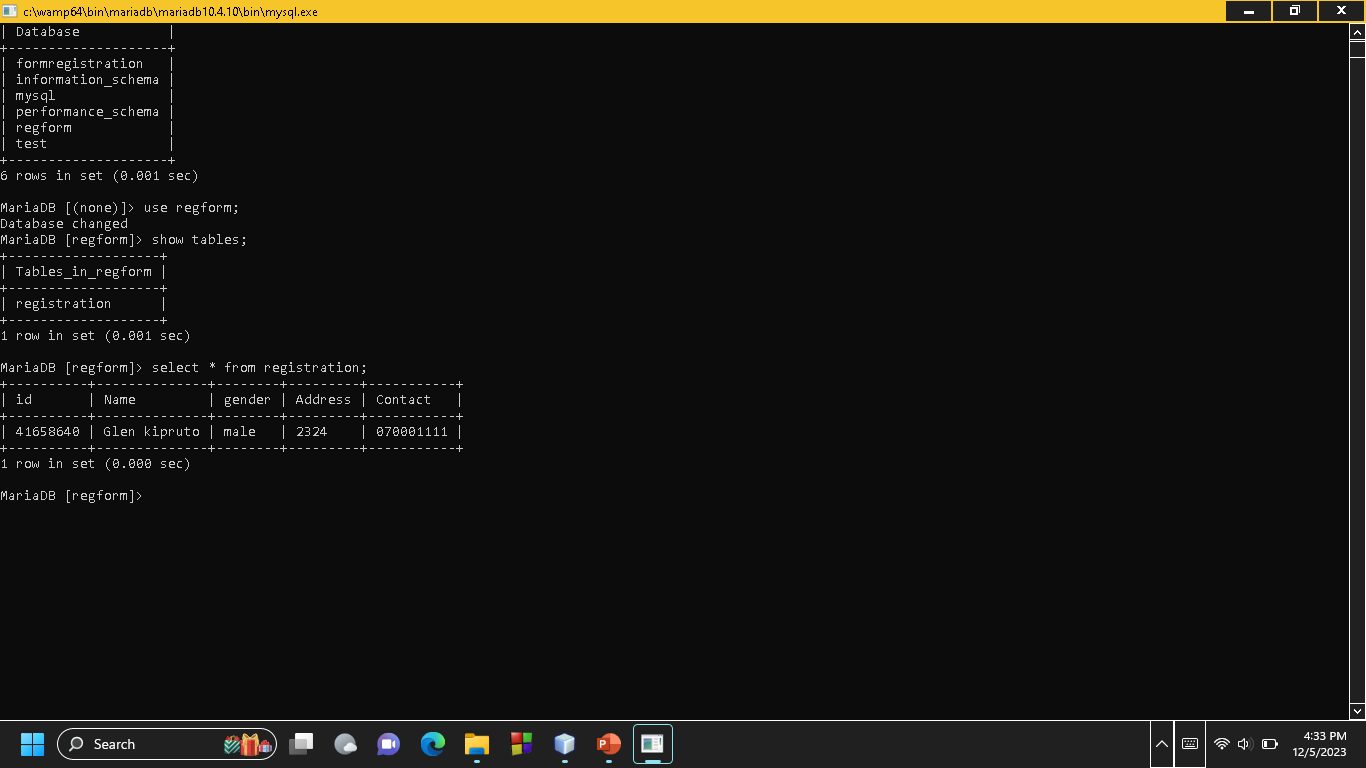 c:\wamp64\bin\mariadb\mariadb10.4.10\bin\mysql.exe
| Database           |
+--------------------+
| formregistration   |
| information_schema |
| mysql              |
| performance_schema |
| regform            |
| test               |
+--------------------+
6 rows in set (0.001 sec)
MariaDB [(none)]> use regform;
Database changed
MariaDB [regform]> show tables;
+-------------------+
| Tables_in_regform |
+-------------------+
| registration      |
+-------------------+
1 row in set (0.001 sec)
MariaDB [regform]> select * from registration;
+----------+--------------+--------+---------+-----------+
| id       | Name         | gender | Address | Contact   |
+----------+--------------+--------+---------+-----------+
| 41658640 | Glen kipruto | male   | 2324    | 070001111 |
+----------+--------------+--------+---------+-----------+
1 row in set (0.000 sec)
MariaDB [regform]>
Search
4:33 PM
12/5/2023